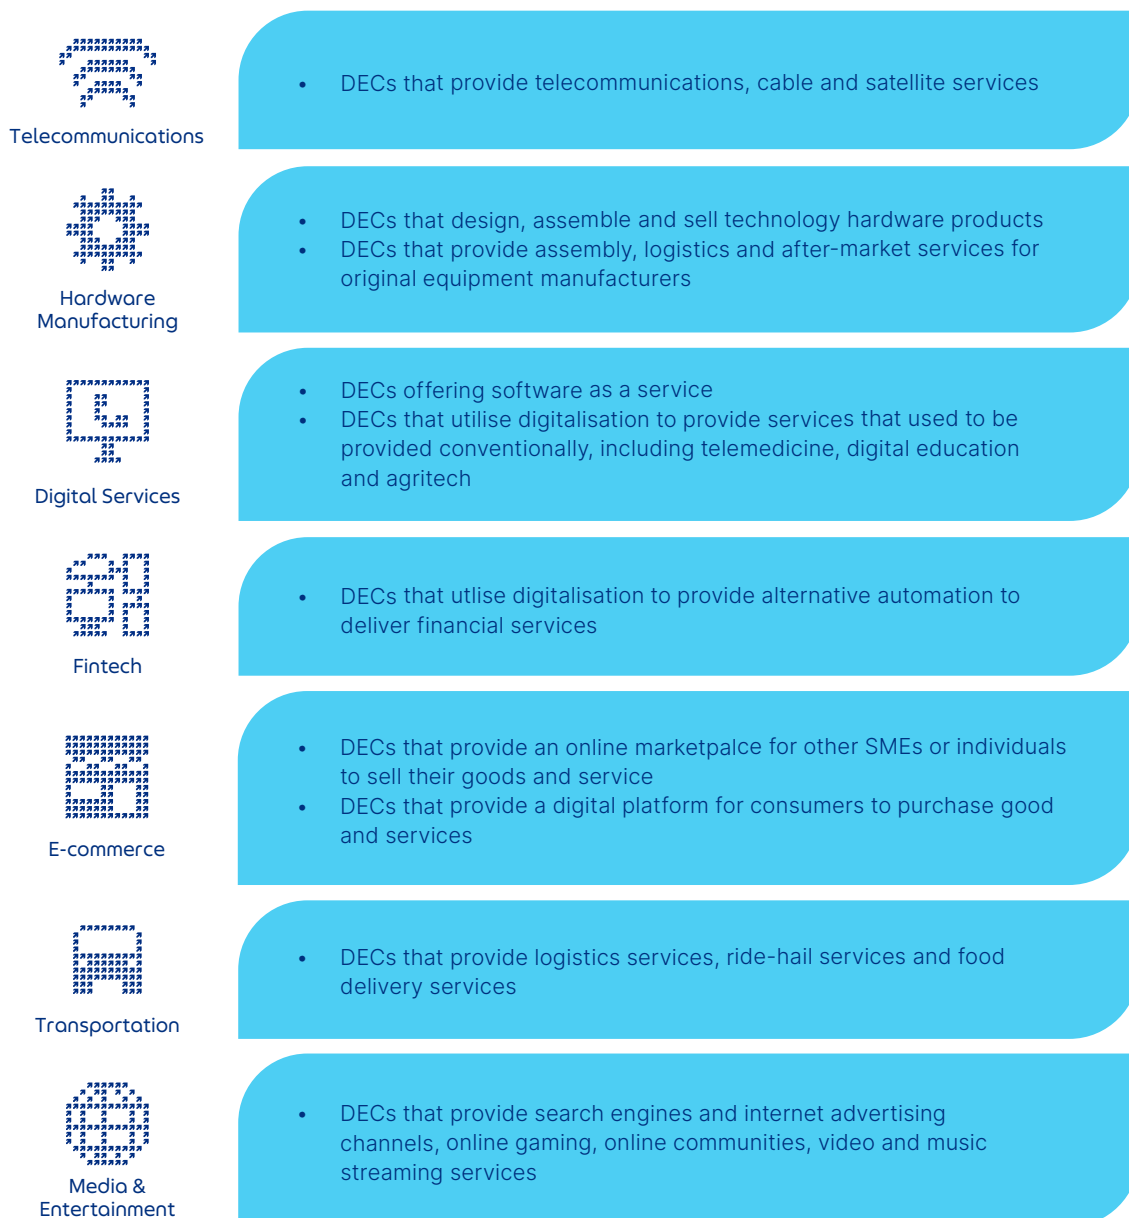 Telecommunications
• DECs that provide telecommunications, cable and satellite services
Hardware
Manufacturing
• DECs that design, assemble and sell technology hardware products
• DECs that provide assembly, logistics and after-market services for
original equipment manufacturers
Digital Services
• DECs offering software as a service
• DECs that utilise digitalisation to provide services that used to be
provided conventionally, including telemedicine, digital education
and agritech
Fintech
• DECs that utlise digitalisation to provide alternative automation to
deliver financial services
E-commerce
• DECs that provide an online marketpalce for other SMEs or individuals
to sell their goods and service
• DECs that provide a digital platform for consumers to purchase good
and services
Transportation
• DECs that provide logistics services, ride-hail services and food
delivery services
Media &
Entertainment
• DECs that provide search engines and internet advertising
channels, online gaming, online communities, video and music
streaming services